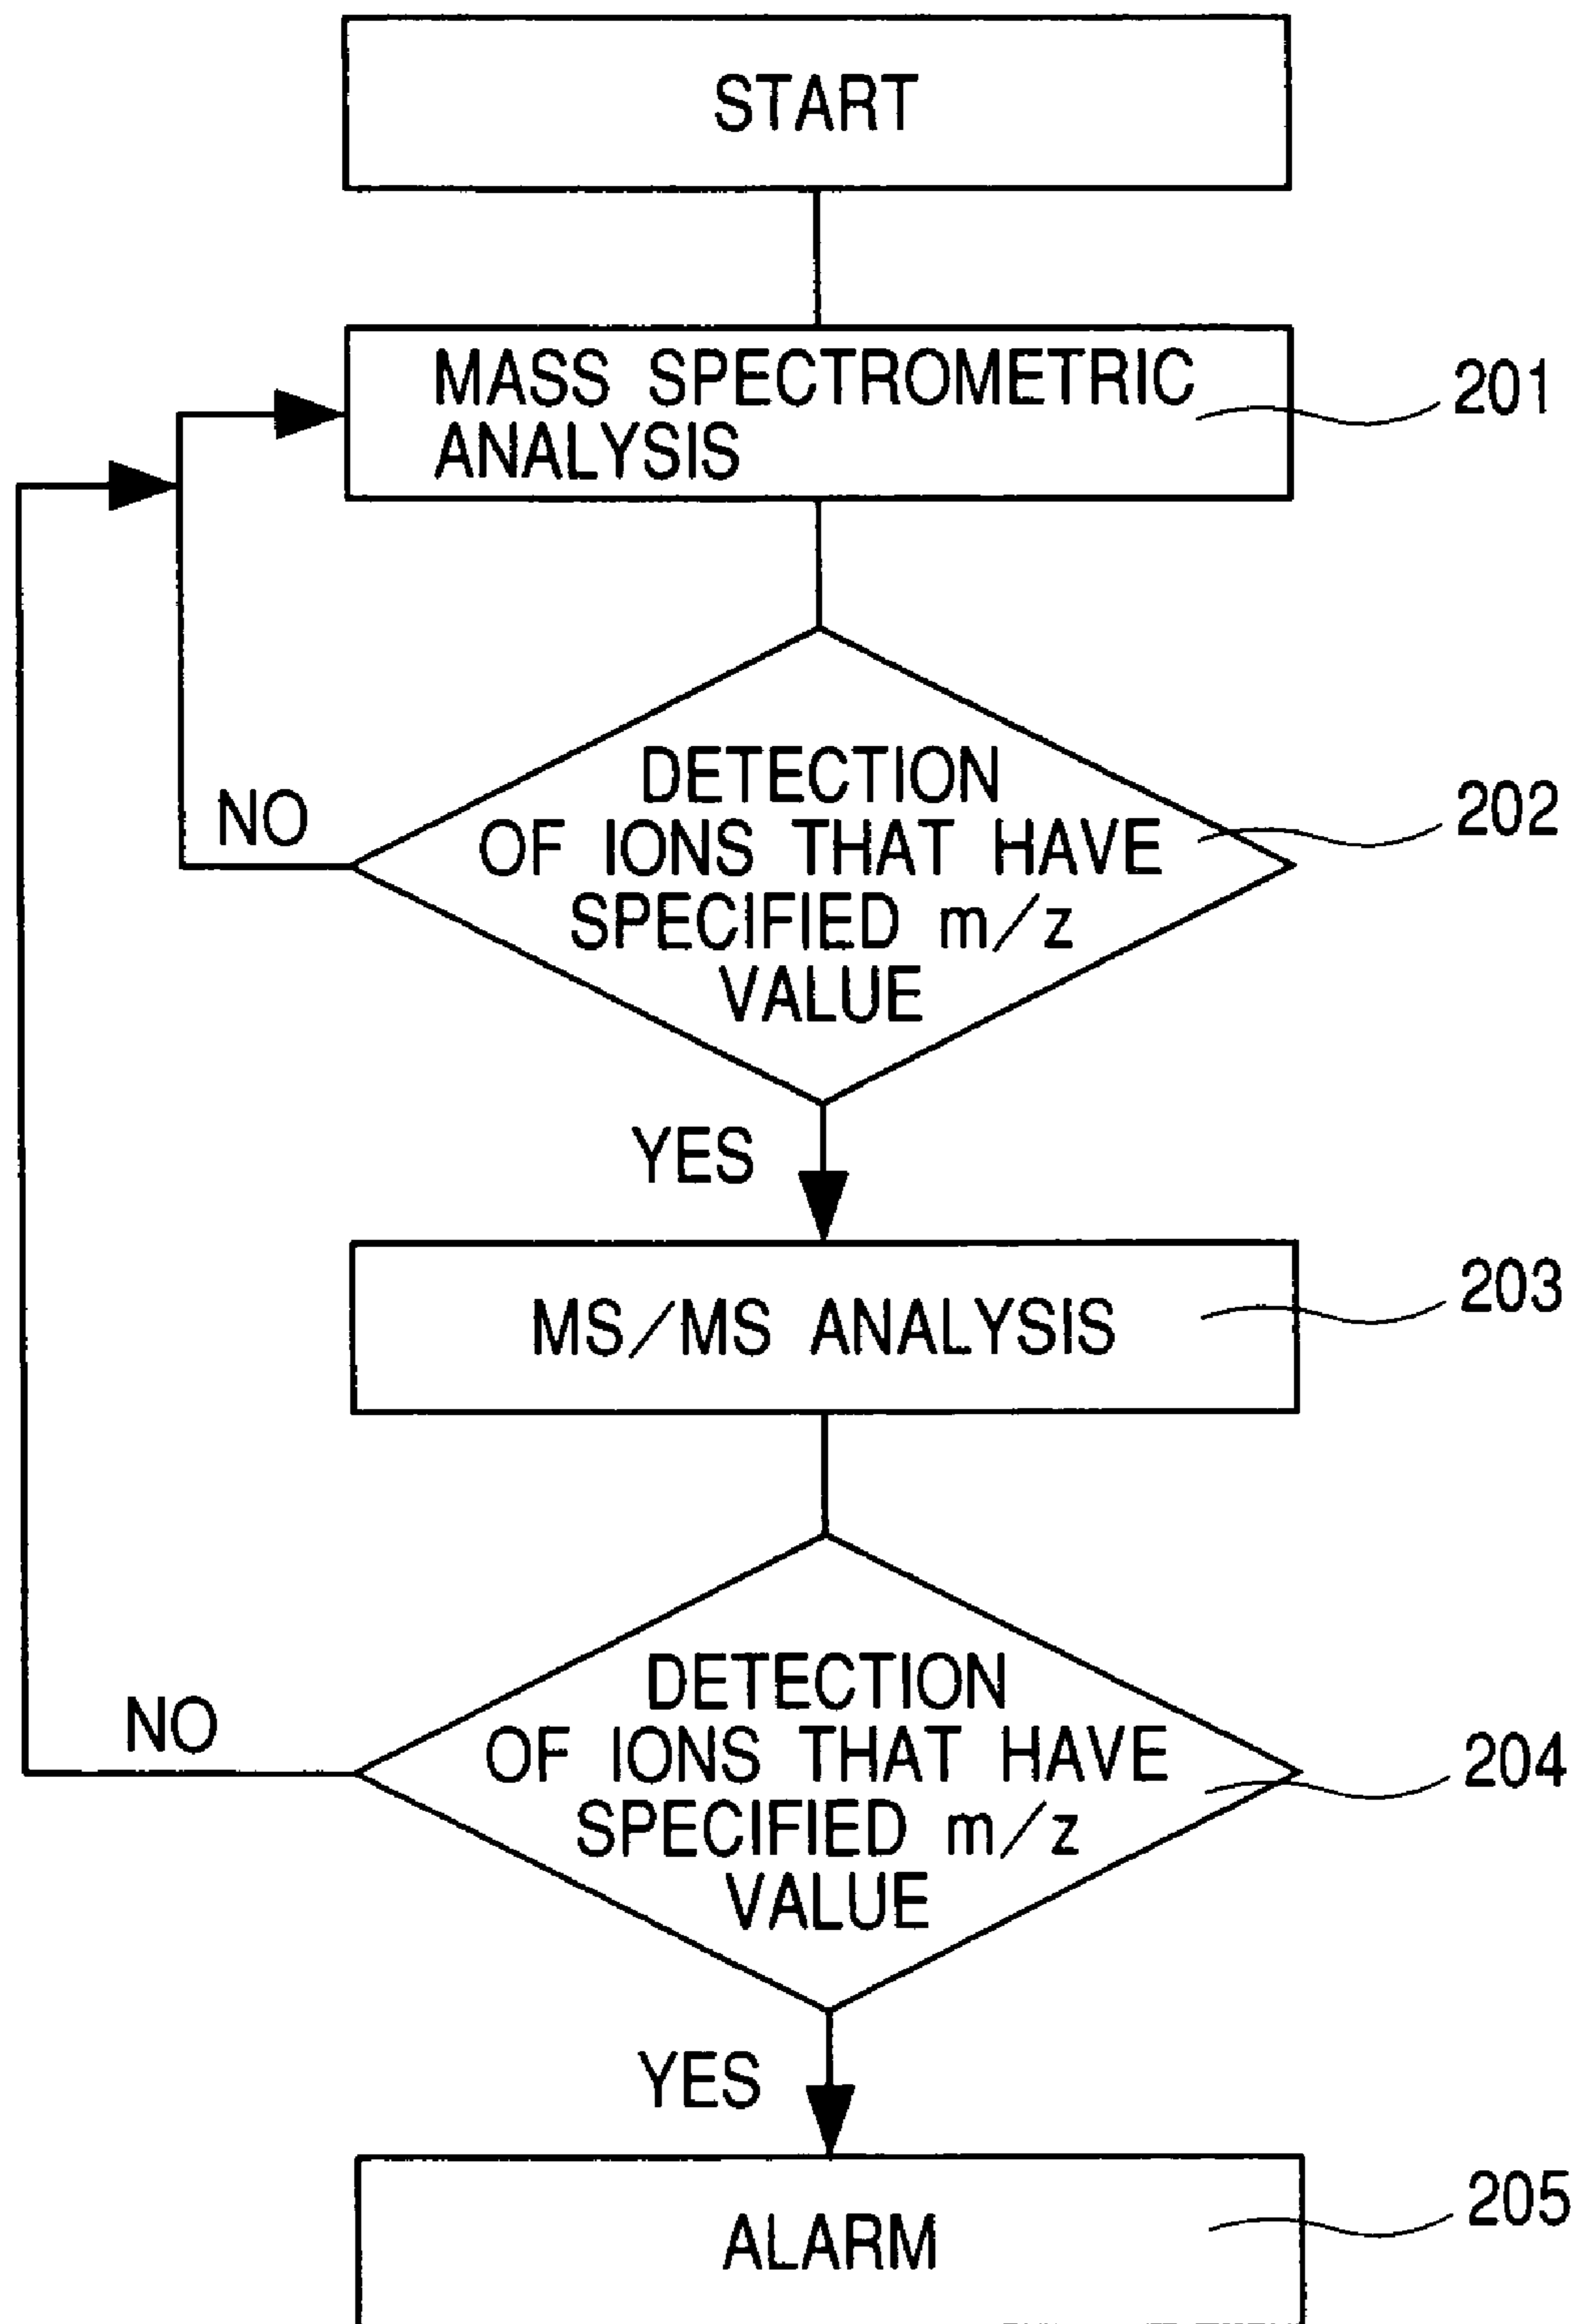 START
MASS SPECTROMETRIC
ANALYSIS
201
DETECTION
OF IONS THAT HAVE
SPECIFIED m/z
VALUE
202
NO
YES
MS/MS ANALYSIS
203
DETECTION
OF IONS THAT HAVE
SPECIFIED m/z
VALUE
204
NO
YES
ALARM
205